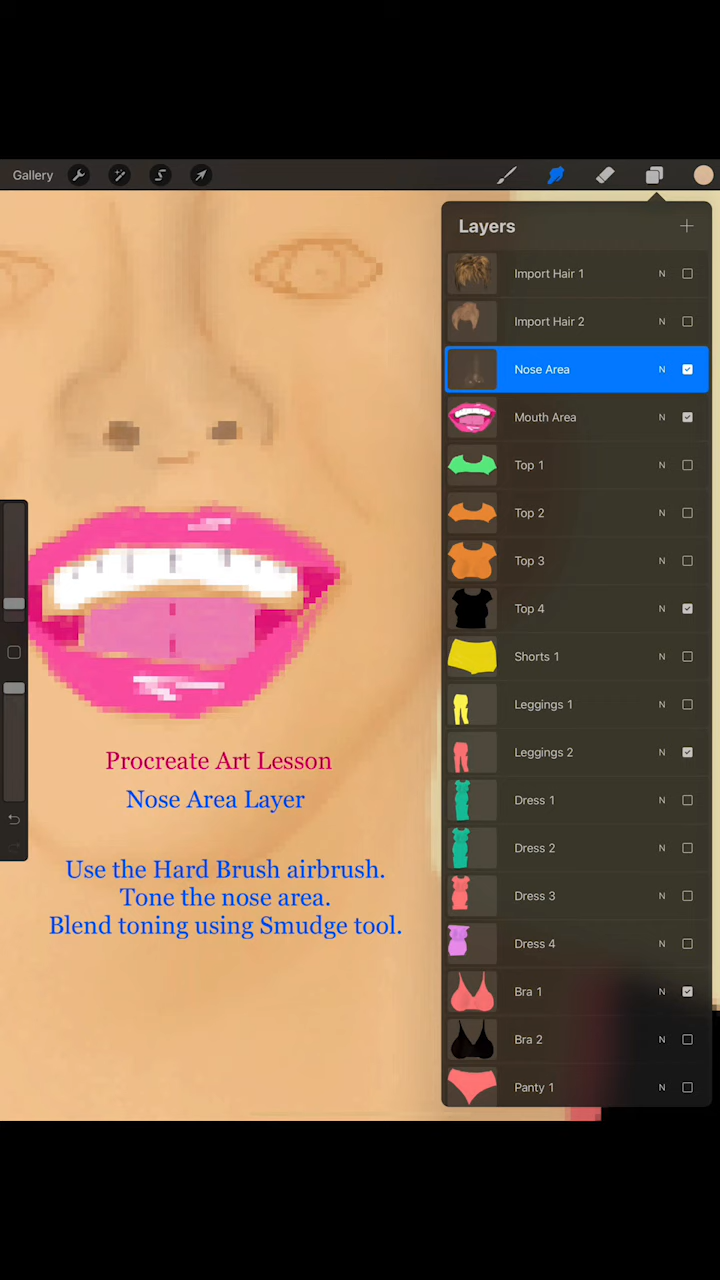 Gallery
Layers
Import Hair 1 N
Import Hair 2 N
Nose Area N
Mouth Area N
Top 1 N
Top 2 N
Top 3 N
Top 4 N
Shorts 1 N
Leggings 1 N
Leggings 2 N
Dress 1 N
Dress 2 N
Dress 3 N
Dress 4 N
Bra 1 N
Bra 2 N
Panty 1 N
Procreate Art Lesson
Nose Area Layer
Use the Hard Brush airbrush.
Tone the nose area.
Blend toning using Smudge tool.